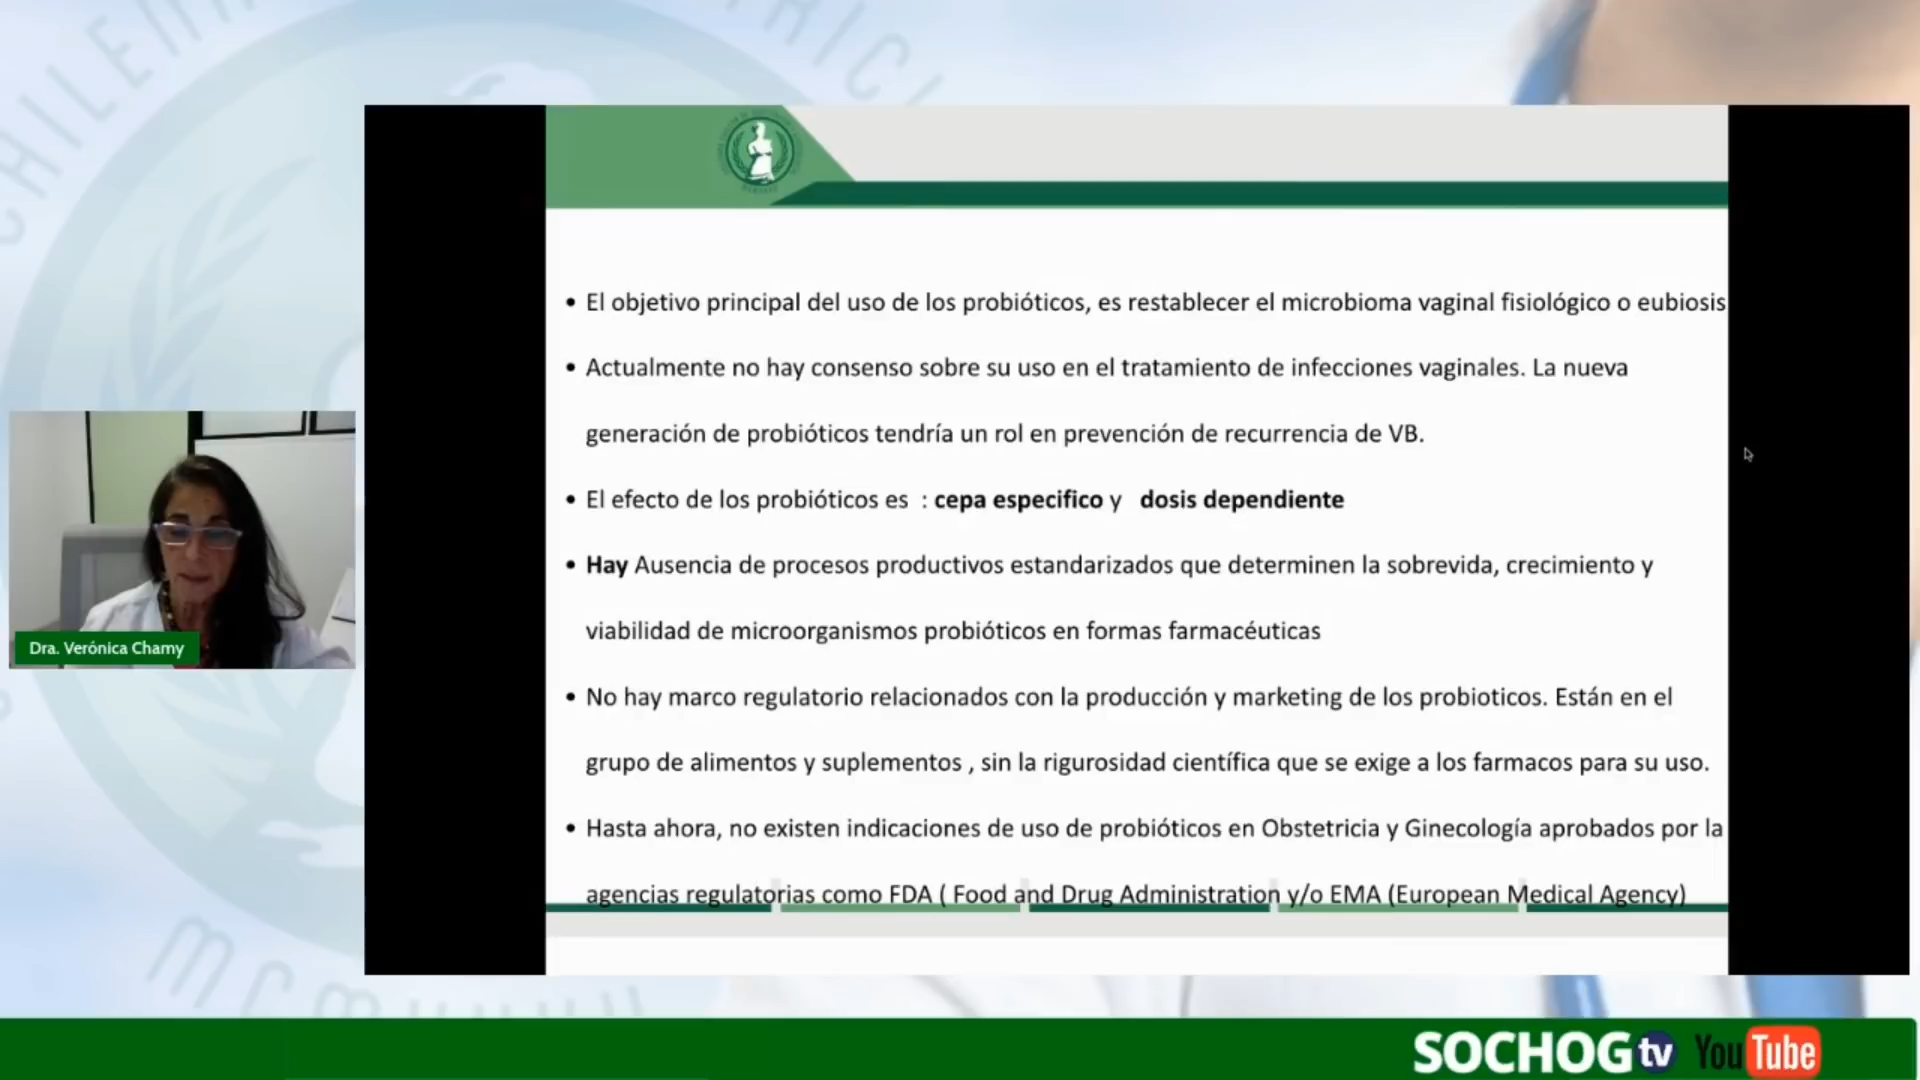 • El objetivo principal del uso de los probióticos, es restablecer el microbioma vaginal fisiológico o eubiosis
• Actualmente no hay consenso sobre su uso en el tratamiento de infecciones vaginales. La nueva
generación de probióticos tendría un rol en prevención de recurrencia de VB.
• El efecto de los probióticos es : cepa especifico y dosis dependiente
• Hay Ausencia de procesos productivos estandarizados que determinen la sobrevida, crecimiento y
viabilidad de microorganismos probióticos en formas farmacéuticas
• No hay marco regulatorio relacionados con la producción y marketing de los probioticos. Están en el
grupo de alimentos y suplementos , sin la rigurosidad científica que se exige a los farmacos para su uso.
• Hasta ahora, no existen indicaciones de uso de probióticos en Obstetricia y Ginecología aprobados por la
agencias regulatorias como FDA ( Food and Drug Administration y/o EMA (European Medical Agency)
Dra. Verónica Chamy
SOCHOG tv YouTube